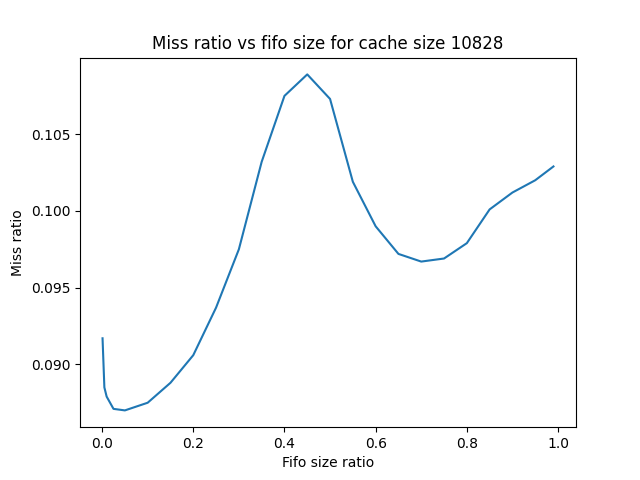 Miss ratio vs fifo size for cache size 10828
0.105
0.100
0.095
0.090
Miss ratio
0.0 0.2 0.4 0.6 0.8 1.0
Fifo size ratio